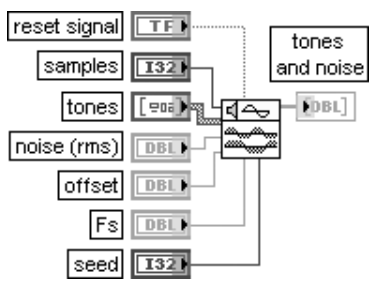 reset signal
TF
samples
I32
tones
noise (rms)
DBL
offset
DBL
Fs
DBL
seed
I32
tones
and noise
DBL]